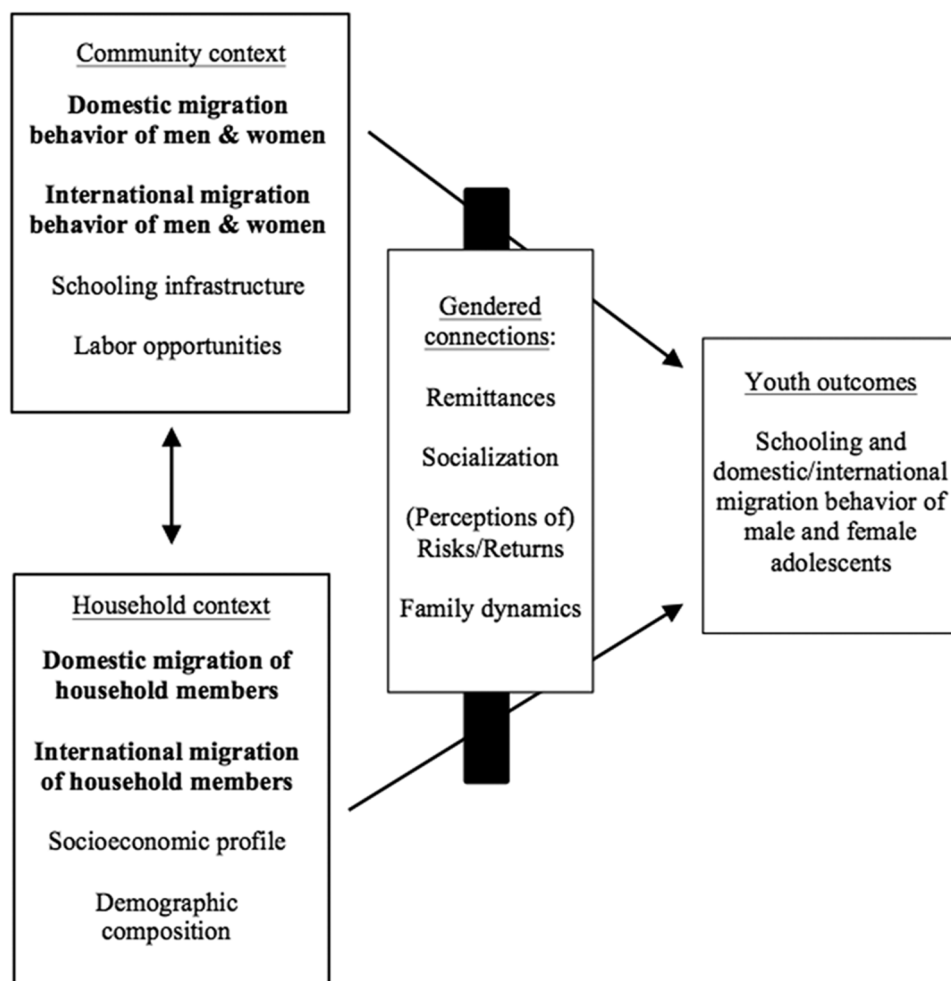 Community context
Domestic migration
behavior of men & women
International migration
behavior of men & women
Schooling infrastructure
Labor opportunities
Gendered
connections:
Remittances
Socialization
(Perceptions of)
Risks/Returns
Family dynamics
Youth outcomes
Schooling and
domestic/international
migration behavior of
male and female
adolescents
Household context
Domestic migration of
household members
International migration
of household members
Socioeconomic profile
Demographic
composition